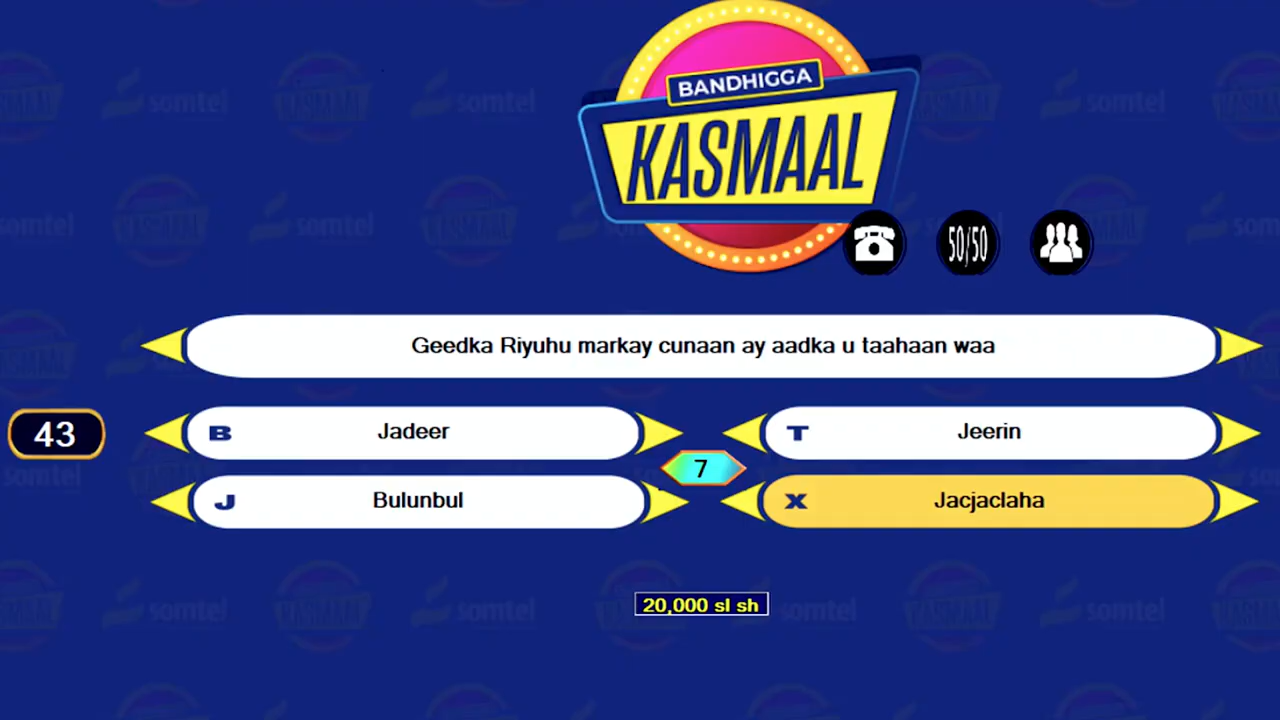 BANDHIGGA
KASMAAL
50/50
Geedka Riyuhu markay cunaan ay aadka u taahaan waa
43
B Jadeer
T Jeerin
7
J Bulunbul
X Jacjaclaha
20,000 sl sh
somtel